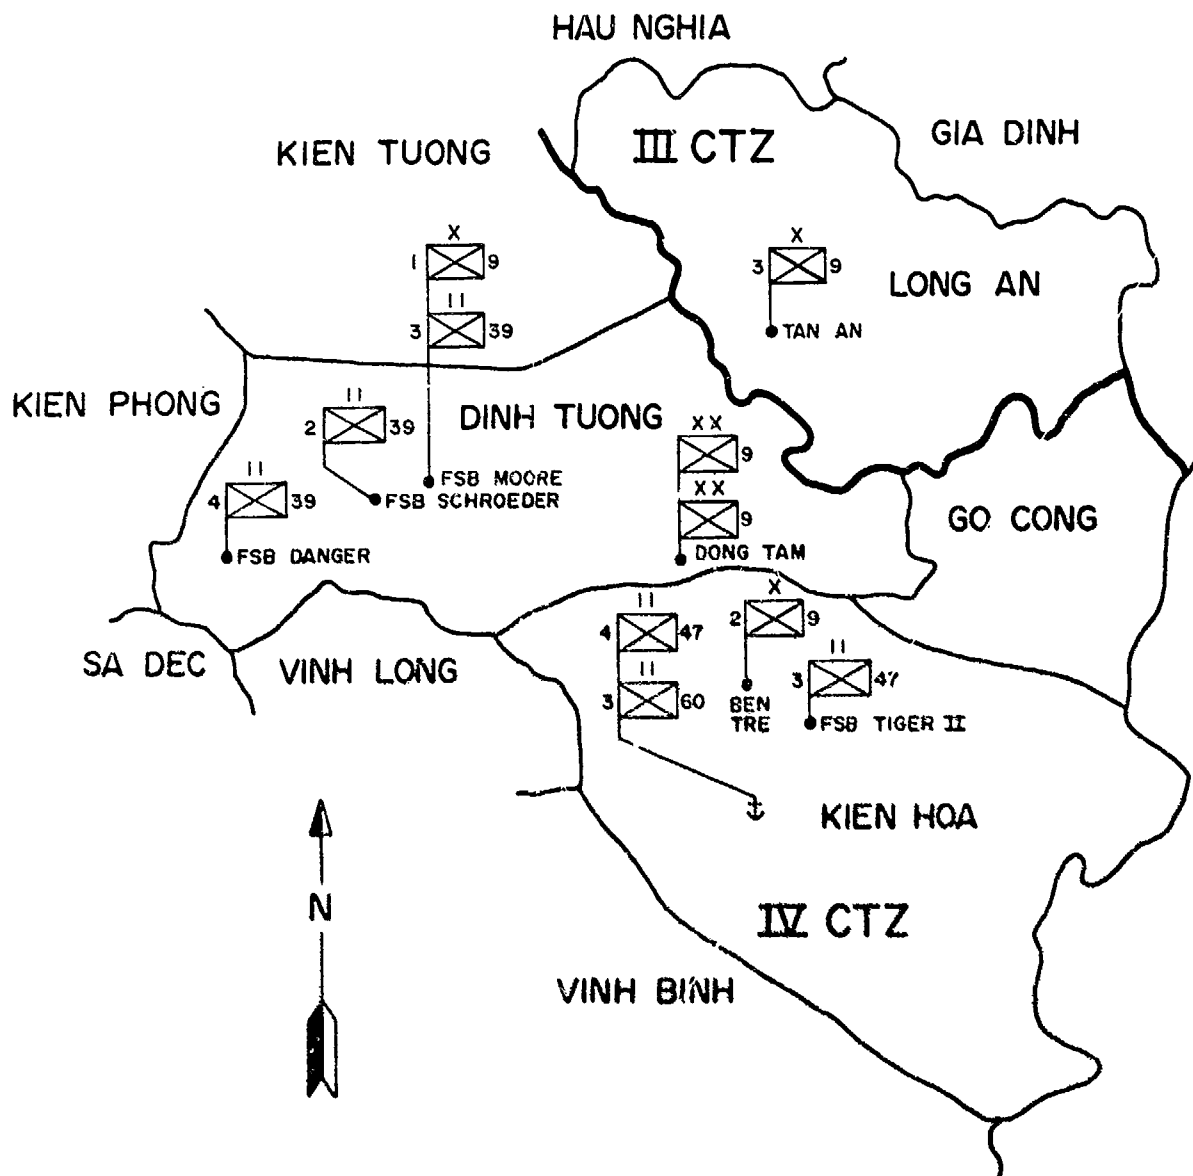 HAU NGHIA
III CTZ
GIA DINH
KIEN TUONG
X
1 9
II
3 39
X
3 9
LONG AN
TAN AN
KIEN PHONG
II
2 39
DINH TUONG
XX
9
XX
9
FSB MOORE
FSB SCHROEDER
II
4 39
FSB DANGER
DONG TAM
GO CONG
II
4 47
X
2 9
SA DEC
VINH LONG
II
3 60
BEN
TRE
II
3 47
FSB TIGER II
KIEN HOA
N
IV CTZ
VINH BINH